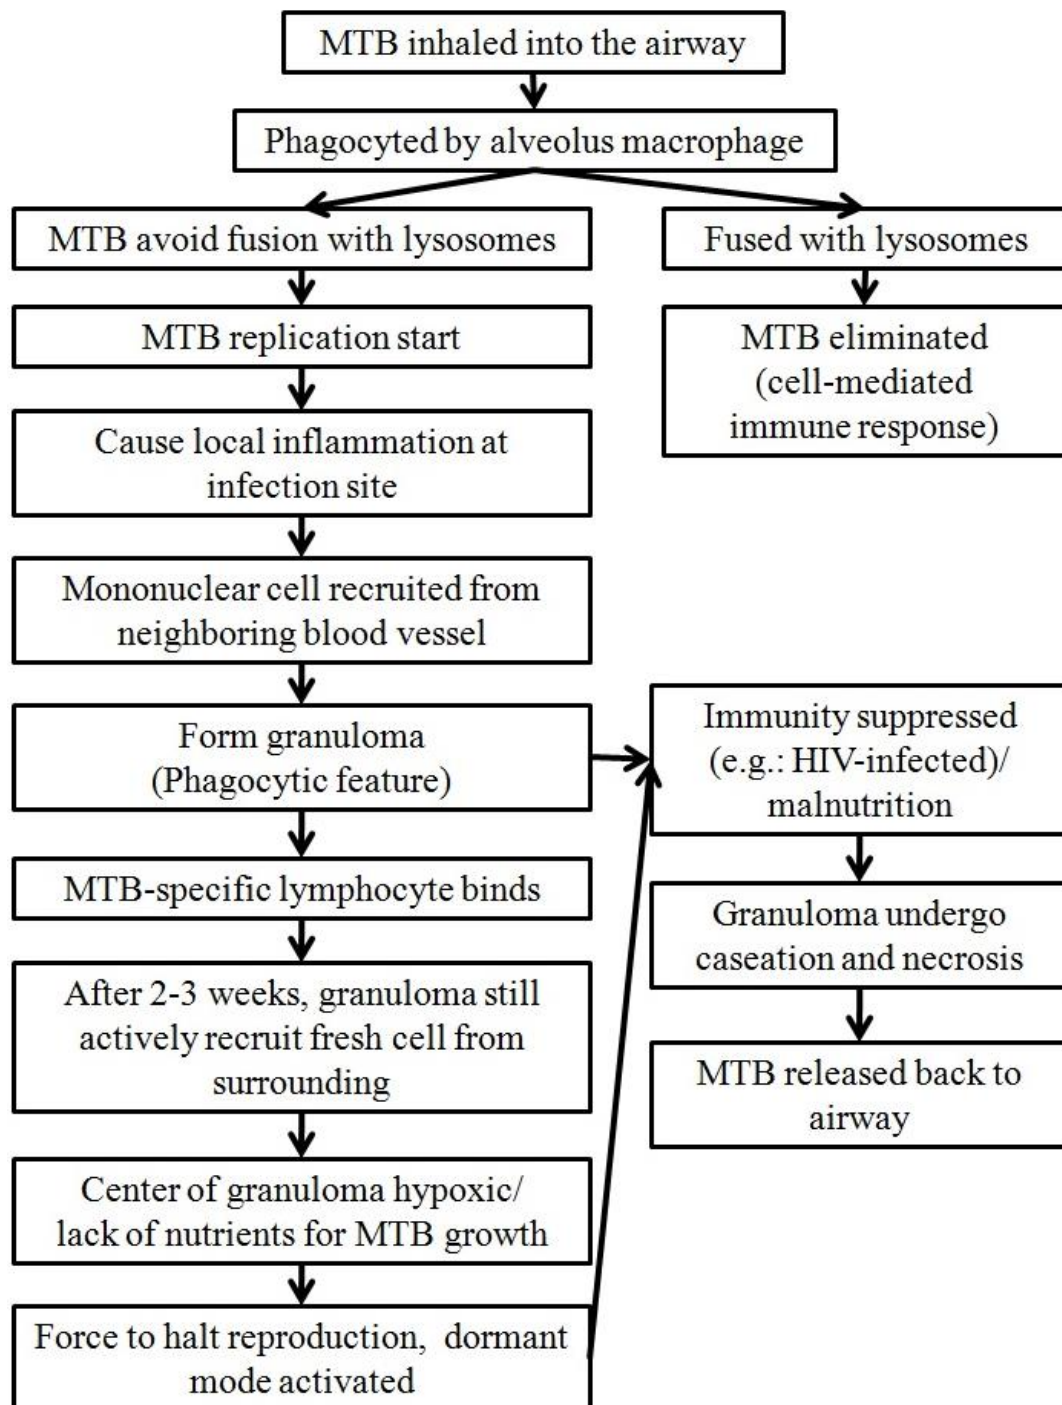 MTB inhaled into the airway
Phagocyted by alveolus macrophage
MTB avoid fusion with lysosomes
Fused with lysosomes
MTB replication start
MTB eliminated
(cell-mediated
immune response)
Cause local inflammation at
infection site
Mononuclear cell recruited from
neighboring blood vessel
Form granuloma
(Phagocytic feature)
Immunity suppressed
(e.g.: HIV-infected)/
malnutrition
MTB-specific lymphocyte binds
Granuloma undergo
caseation and necrosis
After 2-3 weeks, granuloma still
actively recruit fresh cell from
surrounding
MTB released back to
airway
Center of granuloma hypoxic/
lack of nutrients for MTB growth
Force to halt reproduction, dormant
mode activated